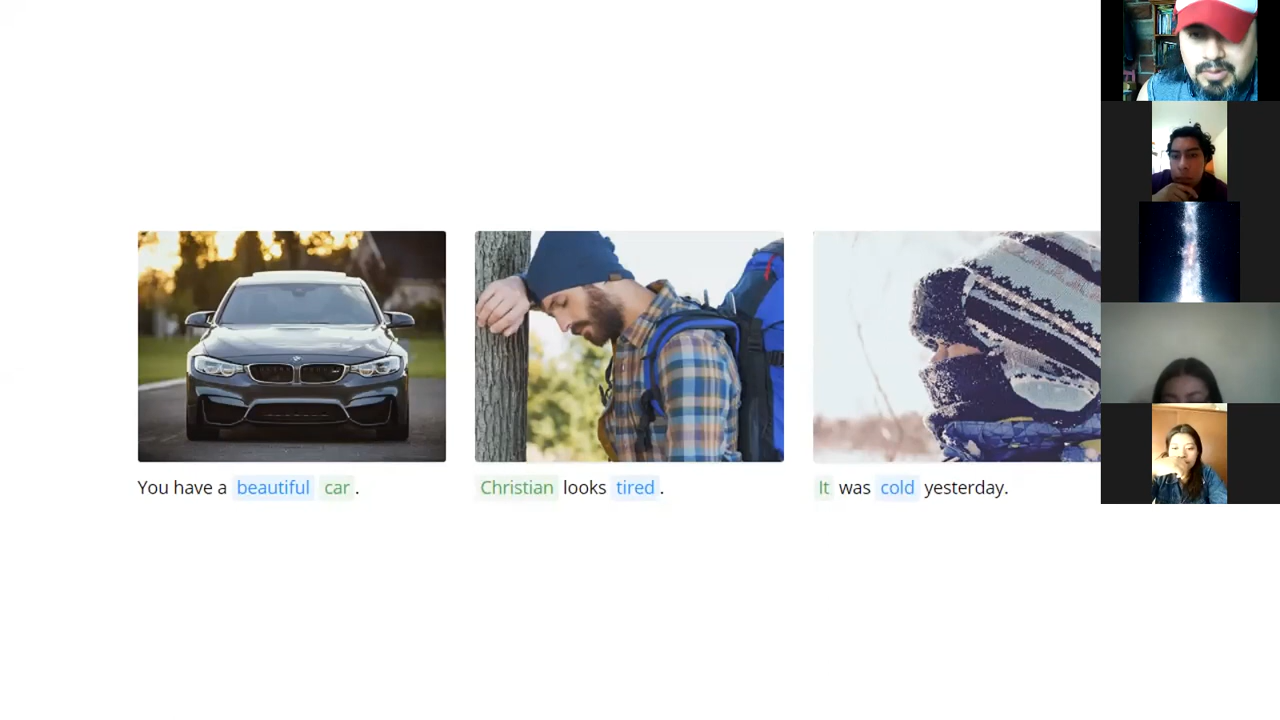 You have a beautiful car.
Christian looks tired.
It was cold yesterday.